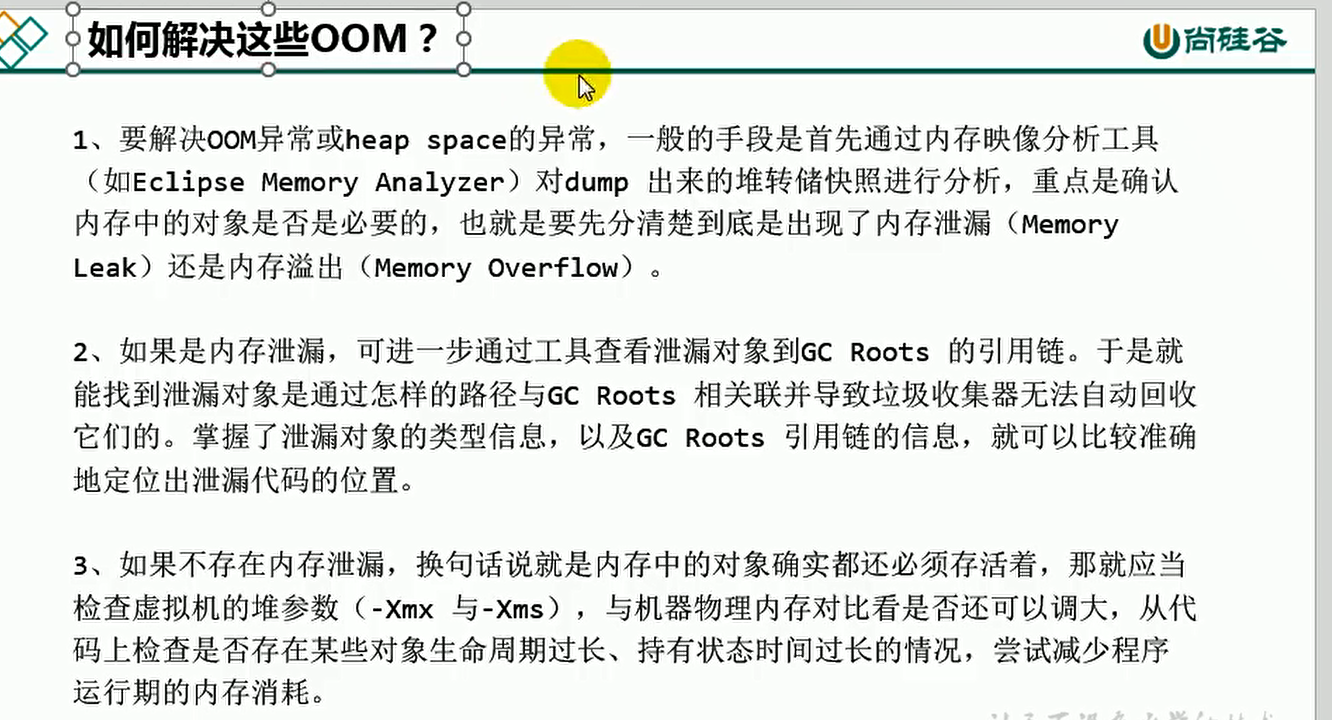 如何解决这些OOM？
尚硅谷
1、要解决OOM异常或heap space的异常，一般的手段是首先通过内存映像分析工具
（如Eclipse Memory Analyzer）对dump 出来的堆转储快照进行分析，重点是确认
内存中的对象是否是必要的，也就是要先分清楚到底是出现了内存泄漏（Memory
Leak）还是内存溢出（Memory Overflow）。
2、如果是内存泄漏，可进一步通过工具查看泄漏对象到GC Roots 的引用链。于是就
能找到泄漏对象是通过怎样的路径与GC Roots 相关联并导致垃圾收集器无法自动回收
它们的。掌握了泄漏对象的类型信息，以及GC Roots 引用链的信息，就可以比较准确
地定位出泄漏代码的位置。
3、如果不存在内存泄漏，换句话说就是内存中的对象确实都还必须存活着，那就应当
检查虚拟机的堆参数（-Xmx 与-Xms），与机器物理内存对比看是否还可以调大，从代
码上检查是否存在某些对象生命周期过长、持有状态时间过长的情况，尝试减少程序
运行期的内存消耗。